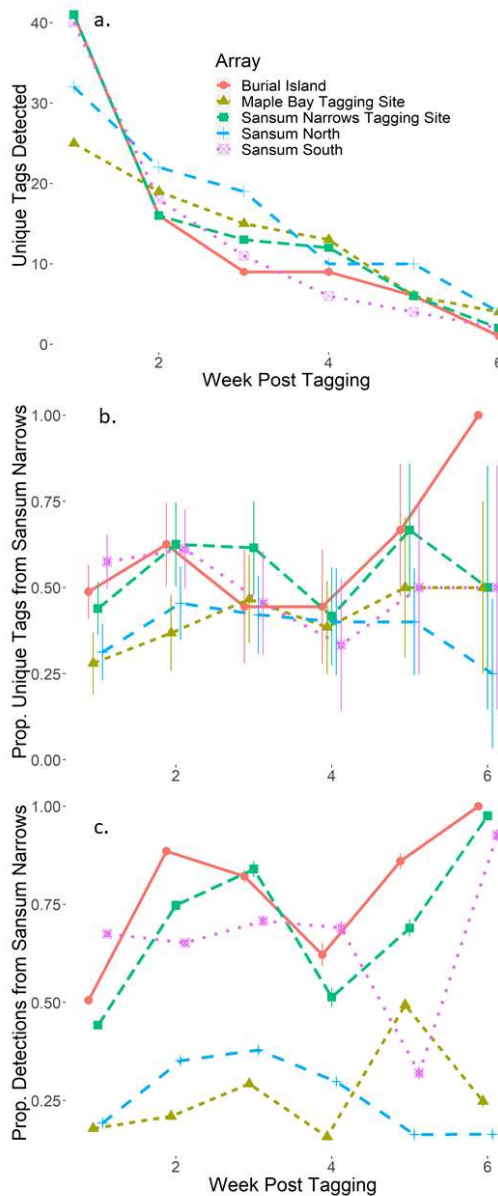 a.
40
30
20
10
0
Unique Tags Detected
Array
Burial Island
Maple Bay Tagging Site
Sansum Narrows Tagging Site
Sansum North
Sansum South
2
4
6
Week Post Tagging
b.
1.00
0.75
0.50
0.25
0.00
Prop. Unique Tags from Sansum Narrows
2
4
6
c.
1.00
0.75
0.50
0.25
Prop. Detections from Sansum Narrows
2
4
6
Week Post Tagging